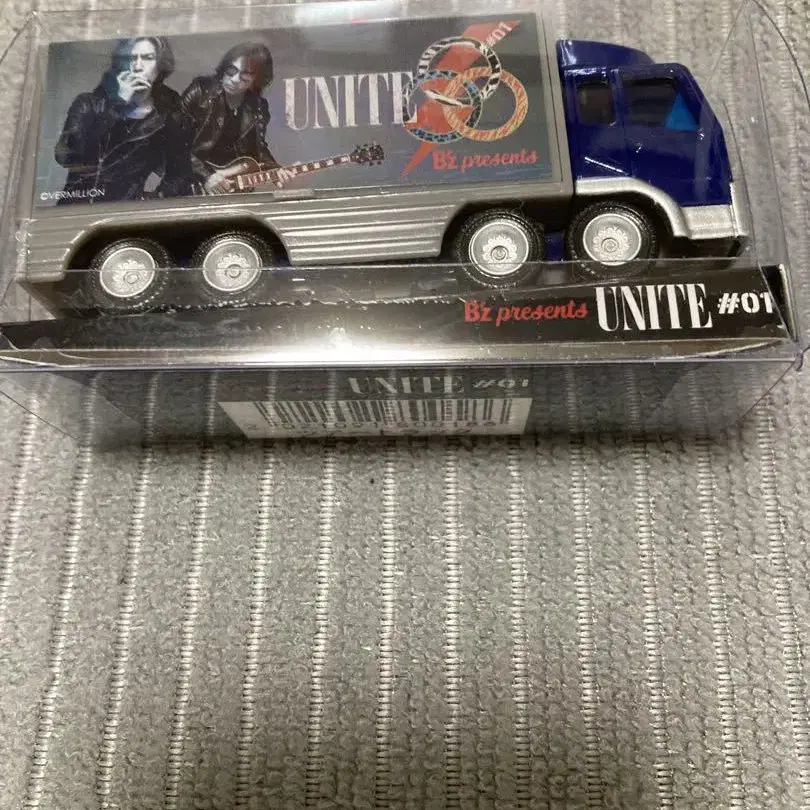 #01
UNITE
B'z presents
©VERMILLION
B'z presents UNITE #01
UNITE #01